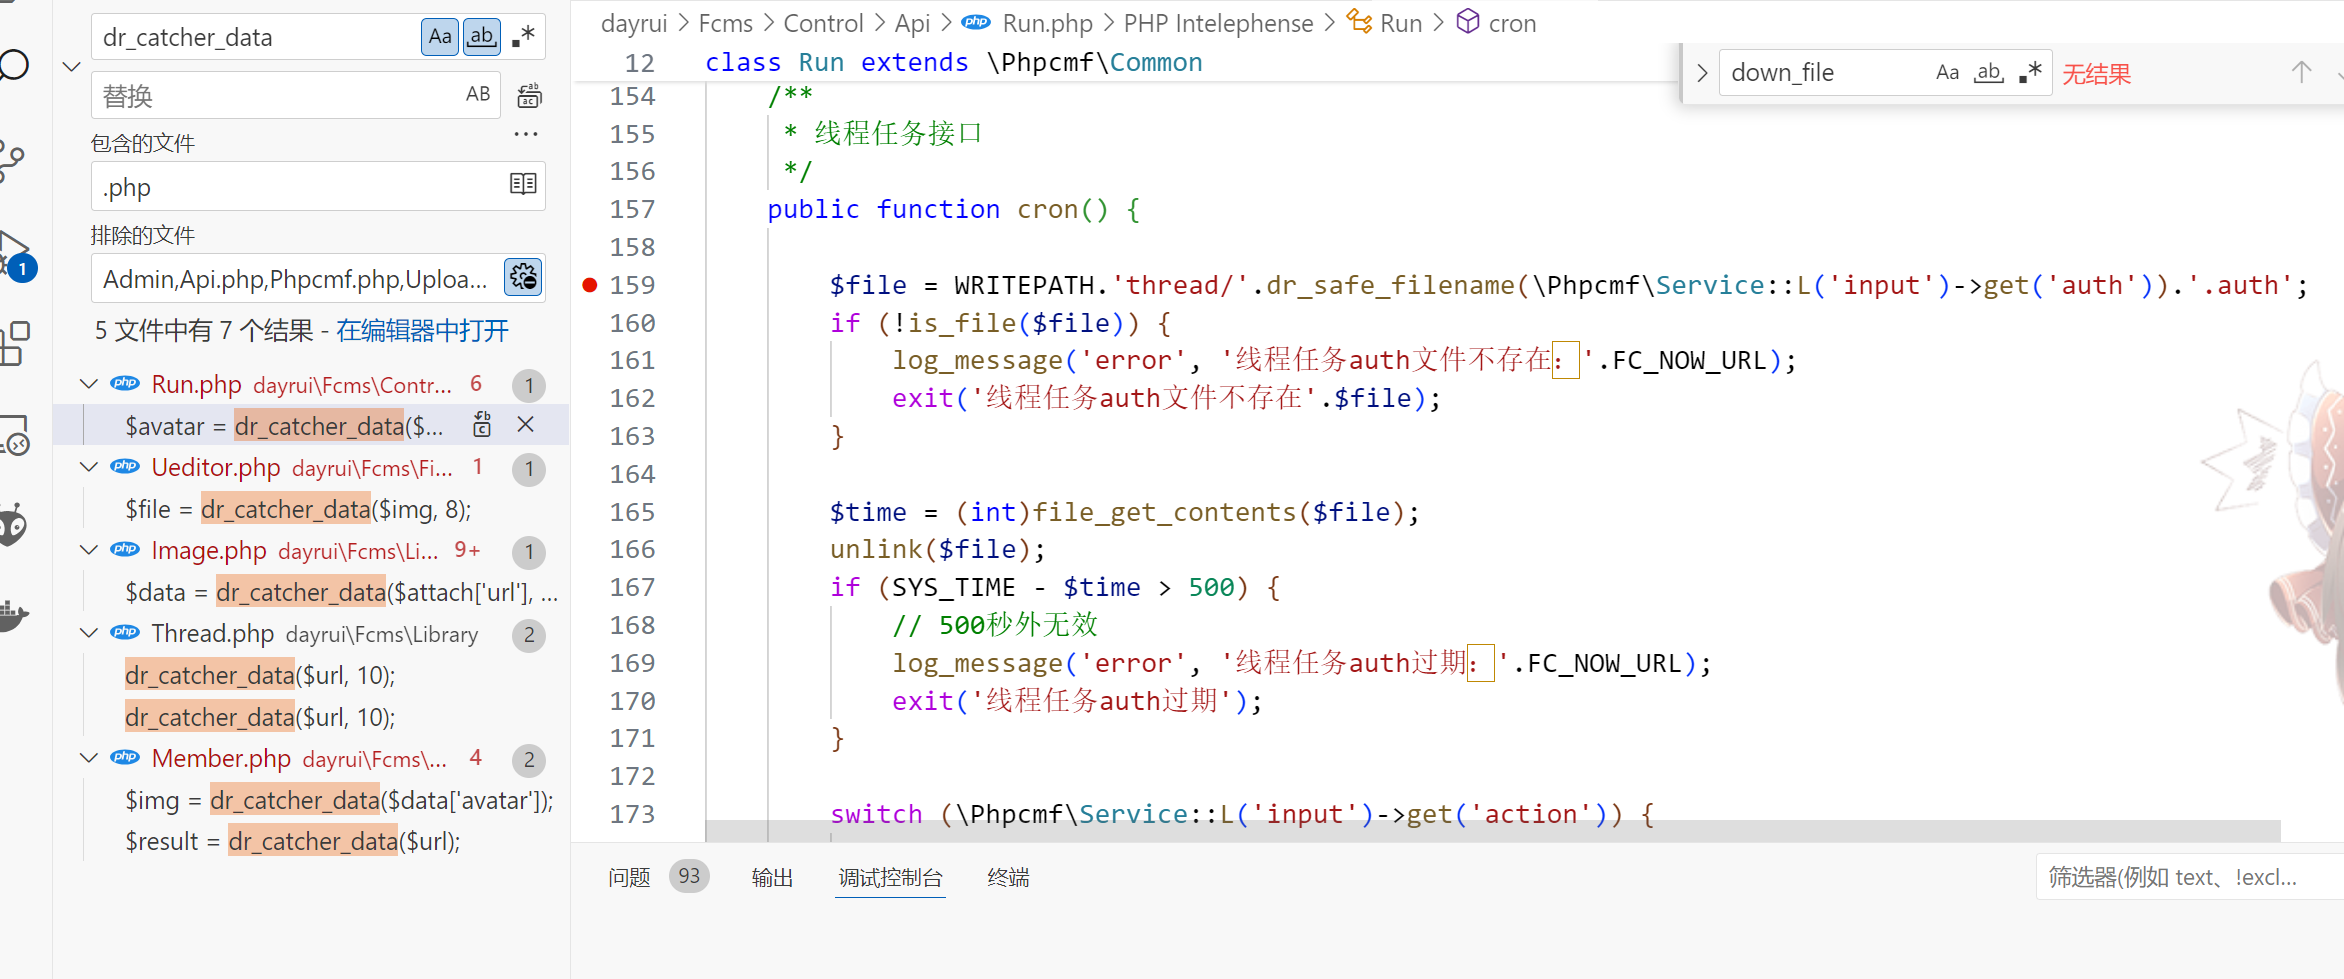 dr_catcher_data
Aa
ab
.*
替换
AB
包含的文件
...
.php
排除的文件
Admin,Api.php,Phpcmf.php,Uploa...
5 文件中有 7 个结果 - 在编辑器中打开
Run.php dayrui\Fcms\Contr... 6 1
$avatar = dr_catcher_data($...
Ueditor.php dayrui\Fcms\Fi... 1 1
$file = dr_catcher_data($img, 8);
Image.php dayrui\Fcms\Li... 9+ 1
$data = dr_catcher_data($attach['url'], ...
Thread.php dayrui\Fcms\Library 2
dr_catcher_data($url, 10);
dr_catcher_data($url, 10);
Member.php dayrui\Fcms\... 4 2
$img = dr_catcher_data($data['avatar']);
$result = dr_catcher_data($url);
1
dayrui > Fcms > Control > Api > php Run.php > PHP Intelephense > Run > cron
down_file Aa ab .* 无结果
12 class Run extends \Phpcmf\Common
154 /**
155 * 线程任务接口
156 */
157 public function cron() {
158
159 $file = WRITEPATH.'thread/'.dr_safe_filename(\Phpcmf\Service::L('input')->get('auth')).'.auth';
160 if (!is_file($file)) {
161 log_message('error', '线程任务auth文件不存在：'.FC_NOW_URL);
162 exit('线程任务auth文件不存在'.$file);
163 }
164
165 $time = (int)file_get_contents($file);
166 unlink($file);
167 if (SYS_TIME - $time > 500) {
168 // 500秒外无效
169 log_message('error', '线程任务auth过期：'.FC_NOW_URL);
170 exit('线程任务auth过期');
171 }
172
173 switch (\Phpcmf\Service::L('input')->get('action')) {
问题 93 输出 调试控制台 终端
筛选器(例如 text、!excl...